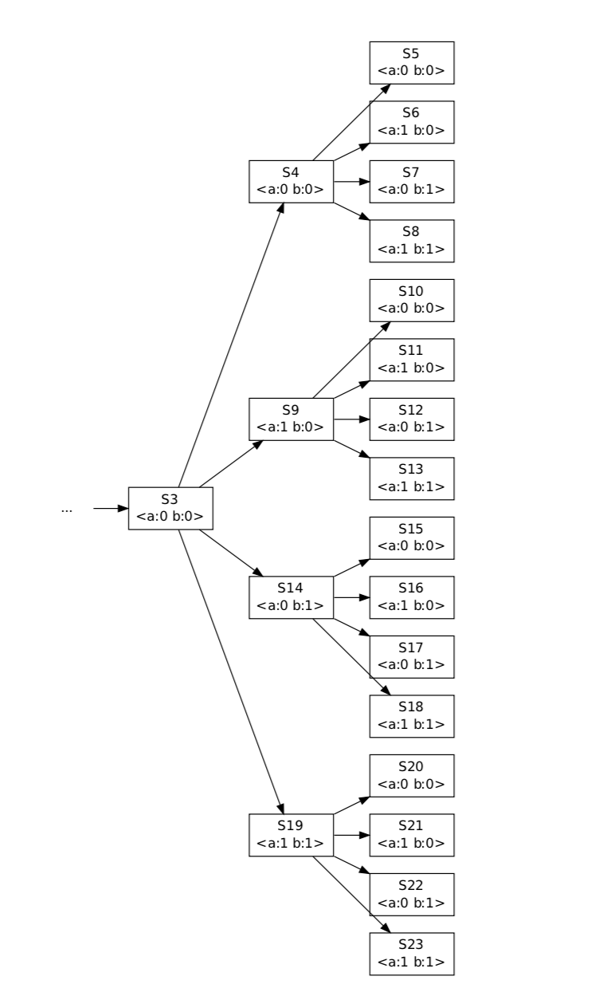 S5
<a:0 b:0>
S6
<a:1 b:0>
S4
<a:0 b:0>
S7
<a:0 b:1>
S8
<a:1 b:1>
S10
<a:0 b:0>
S11
<a:1 b:0>
S9
<a:1 b:0>
S12
<a:0 b:1>
S13
<a:1 b:1>
...
S3
<a:0 b:0>
S15
<a:0 b:0>
S14
<a:0 b:1>
S16
<a:1 b:0>
S17
<a:0 b:1>
S18
<a:1 b:1>
S20
<a:0 b:0>
S19
<a:1 b:1>
S21
<a:1 b:0>
S22
<a:0 b:1>
S23
<a:1 b:1>